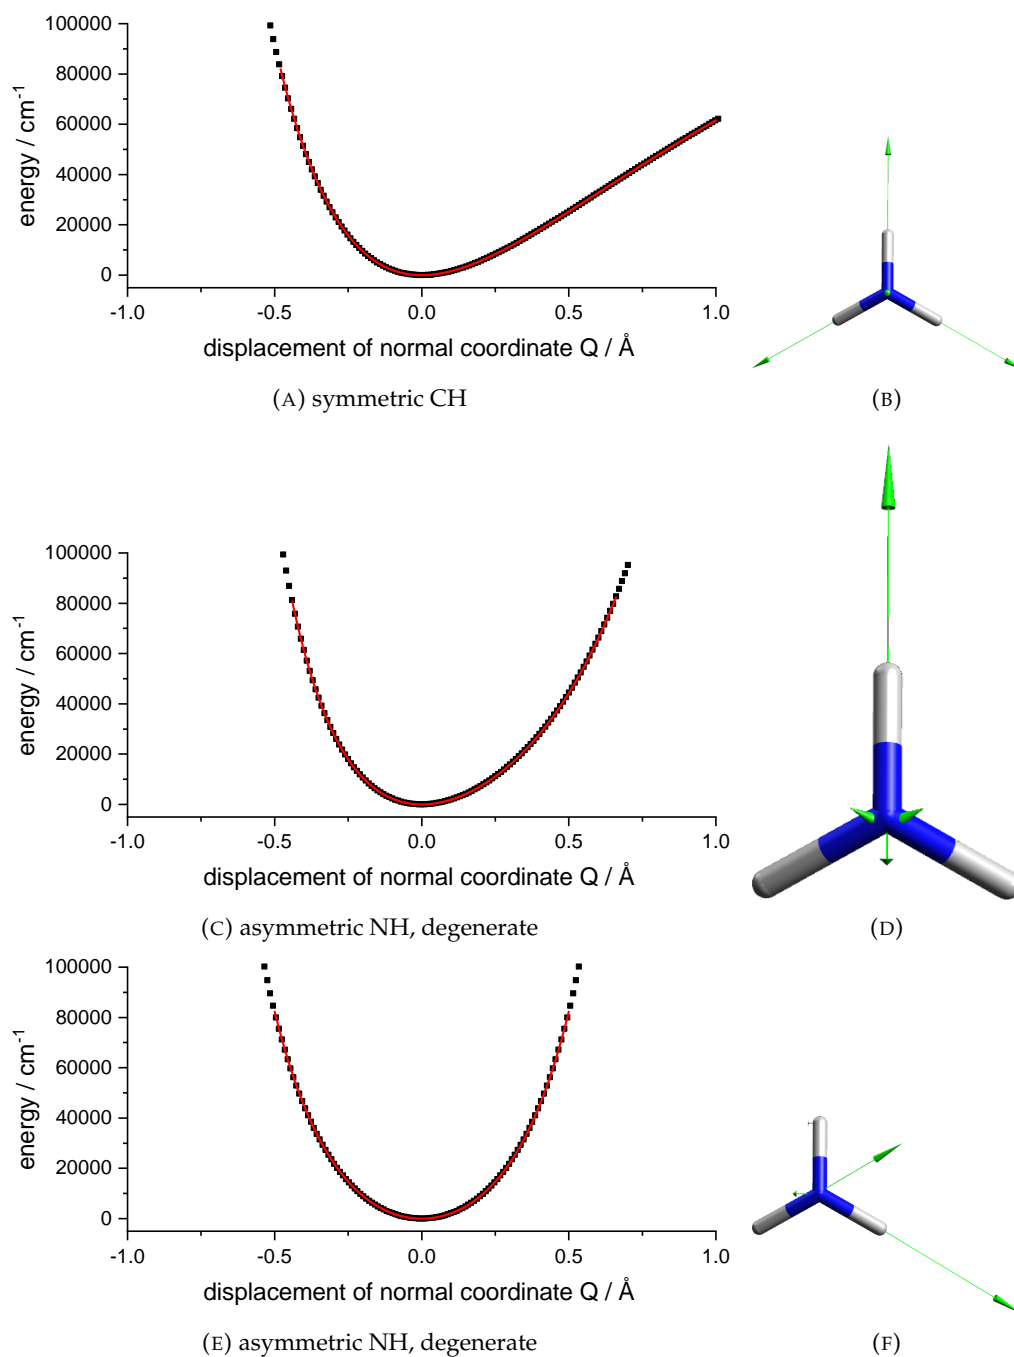 100000
80000
60000
40000
20000
0
energy / cm⁻¹
-1.0 -0.5 0.0 0.5 1.0
displacement of normal coordinate Q / Å
(A) symmetric CH
(B)
100000
80000
60000
40000
20000
0
energy / cm⁻¹
-1.0 -0.5 0.0 0.5 1.0
displacement of normal coordinate Q / Å
(C) asymmetric NH, degenerate
(D)
100000
80000
60000
40000
20000
0
energy / cm⁻¹
-1.0 -0.5 0.0 0.5 1.0
displacement of normal coordinate Q / Å
(E) asymmetric NH, degenerate
(F)